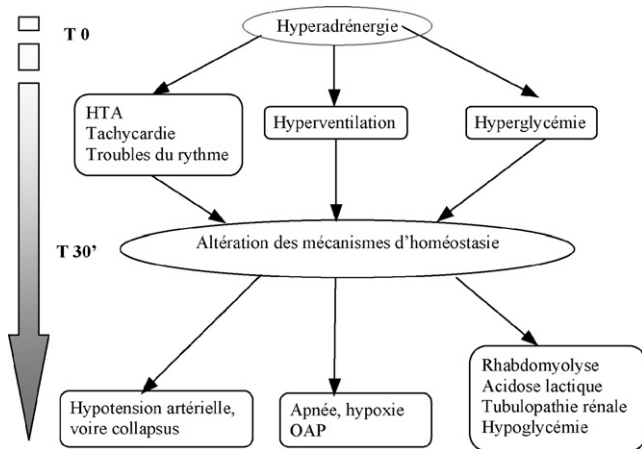 T 0
Hyperadrénergie
HTA
Tachycardie
Troubles du rythme
Hyperventilation
Hyperglycémie
T 30’
Altération des mécanismes d’homéostasie
Hypotension artérielle,
voire collapsus
Apnée, hypoxie
OAP
Rhabdomyolyse
Acidose lactique
Tubulopathie rénale
Hypoglycémie